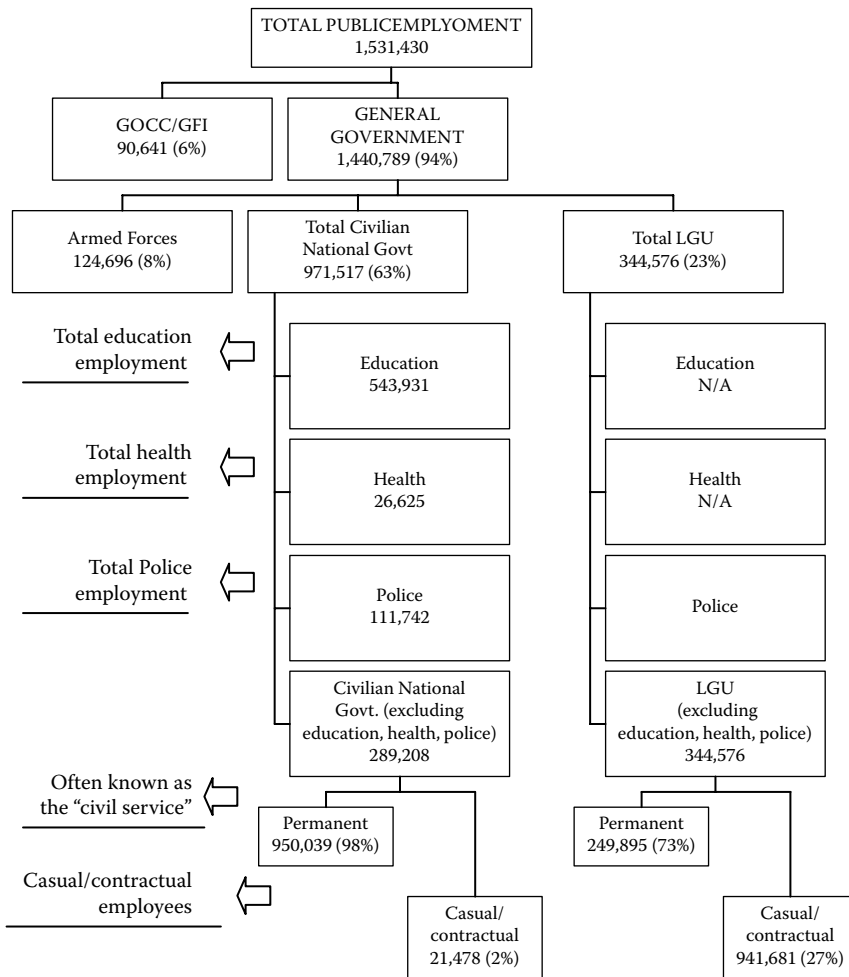 TOTAL PUBLICEMPLYOMENT
1,531,430
GOCC/GFI
90,641 (6%)
GENERAL
GOVERNMENT
1,440,789 (94%)
Armed Forces
124,696 (8%)
Total Civilian
National Govt
971,517 (63%)
Total LGU
344,576 (23%)
Total education
employment
Education
543,931
Education
N/A
Total health
employment
Health
26,625
Health
N/A
Total Police
employment
Police
111,742
Police
Civilian National
Govt. (excluding
education, health, police)
289,208
LGU
(excluding
education, health, police)
344,576
Often known as
the “civil service”
Permanent
950,039 (98%)
Permanent
249,895 (73%)
Casual/contractual
employees
Casual/
contractual
21,478 (2%)
Casual/
contractual
941,681 (27%)